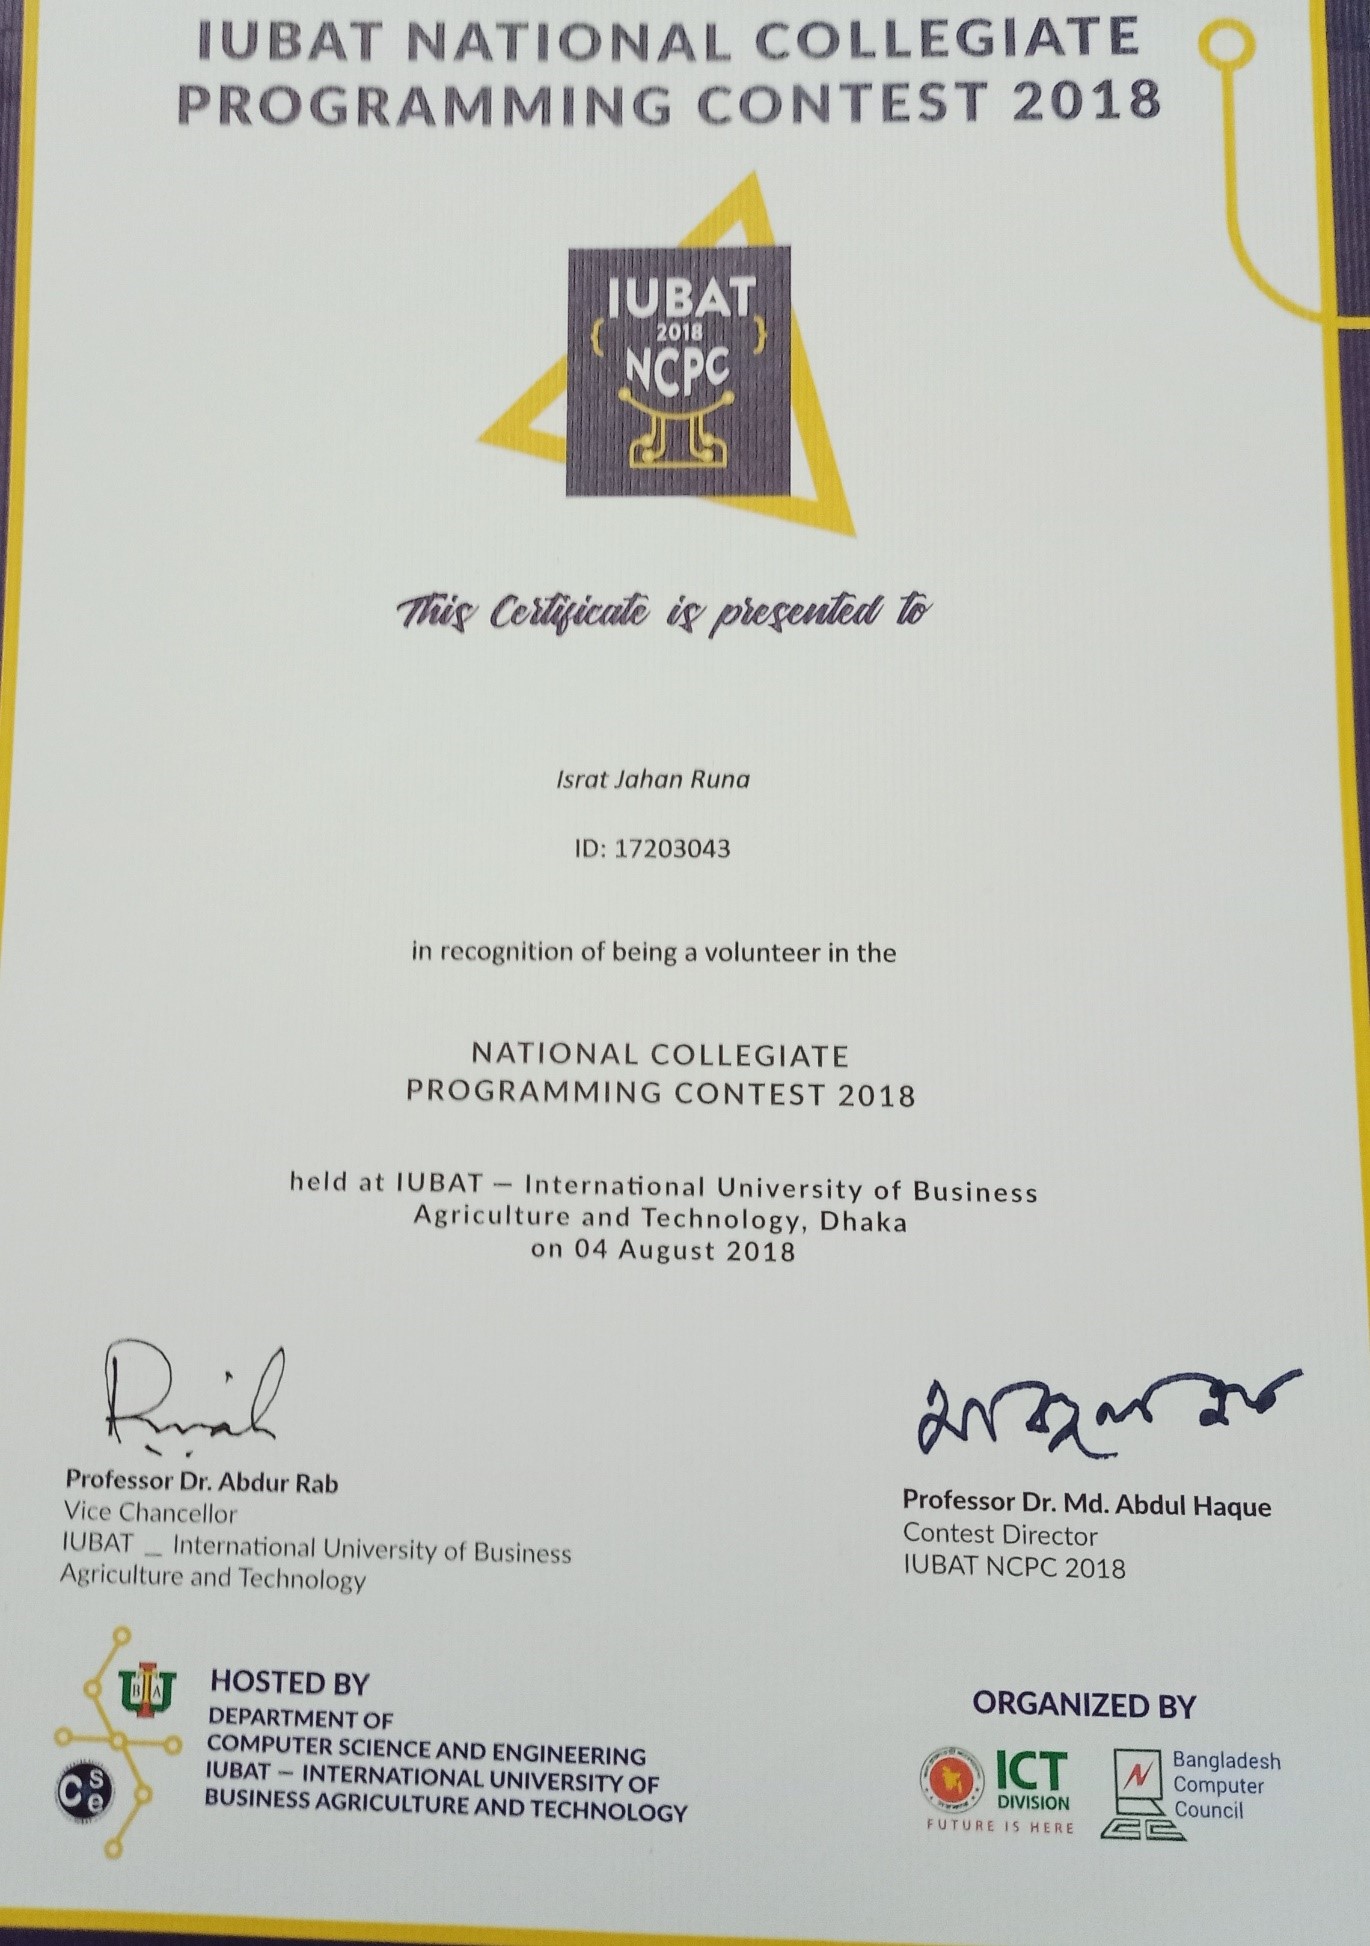 IUBAT NATIONAL COLLEGIATE
PROGRAMMING CONTEST 2018
IUBAT
{ 2018 }
NCPC
This Certificate is presented to
Israt Jahan Runa
ID: 17203043
in recognition of being a volunteer in the
NATIONAL COLLEGIATE
PROGRAMMING CONTEST 2018
held at IUBAT – International University of Business
Agriculture and Technology, Dhaka
on 04 August 2018
Professor Dr. Abdur Rab
Vice Chancellor
IUBAT _ International University of Business
Agriculture and Technology
Professor Dr. Md. Abdul Haque
Contest Director
IUBAT NCPC 2018
HOSTED BY
DEPARTMENT OF
COMPUTER SCIENCE AND ENGINEERING
IUBAT – INTERNATIONAL UNIVERSITY OF
BUSINESS AGRICULTURE AND TECHNOLOGY
IUBAT
Cse
ORGANIZED BY
ICT
DIVISION
FUTURE IS HERE
Bangladesh
Computer
Council